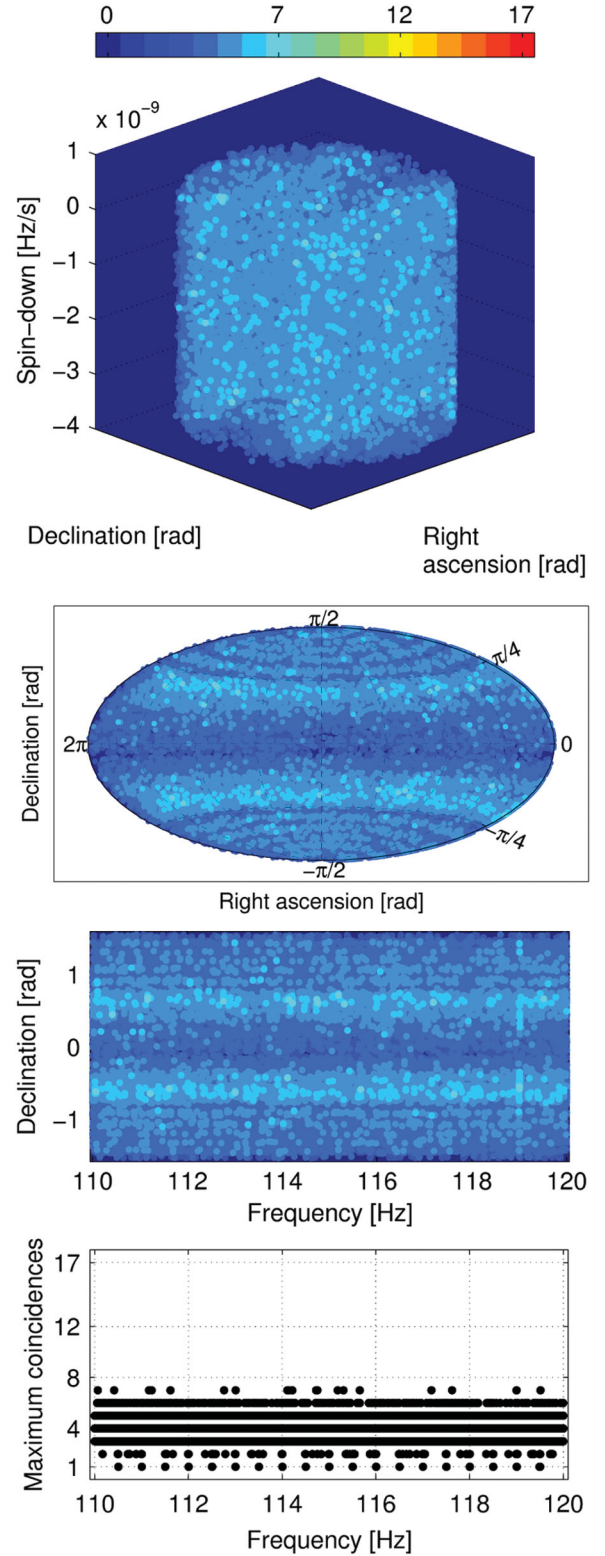 0 7 12 17
x 10⁻⁹
1
0
−1
−2
−3
−4
Spin−down [Hz/s]
Declination [rad]
Right
ascension [rad]
π/2
π/4
2π
0
−π/4
−π/2
Declination [rad]
Right ascension [rad]
1
0
−1
Declination [rad]
110 112 114 116 118 120
Frequency [Hz]
17
12
8
4
1
Maximum coincidences
110 112 114 116 118 120
Frequency [Hz]